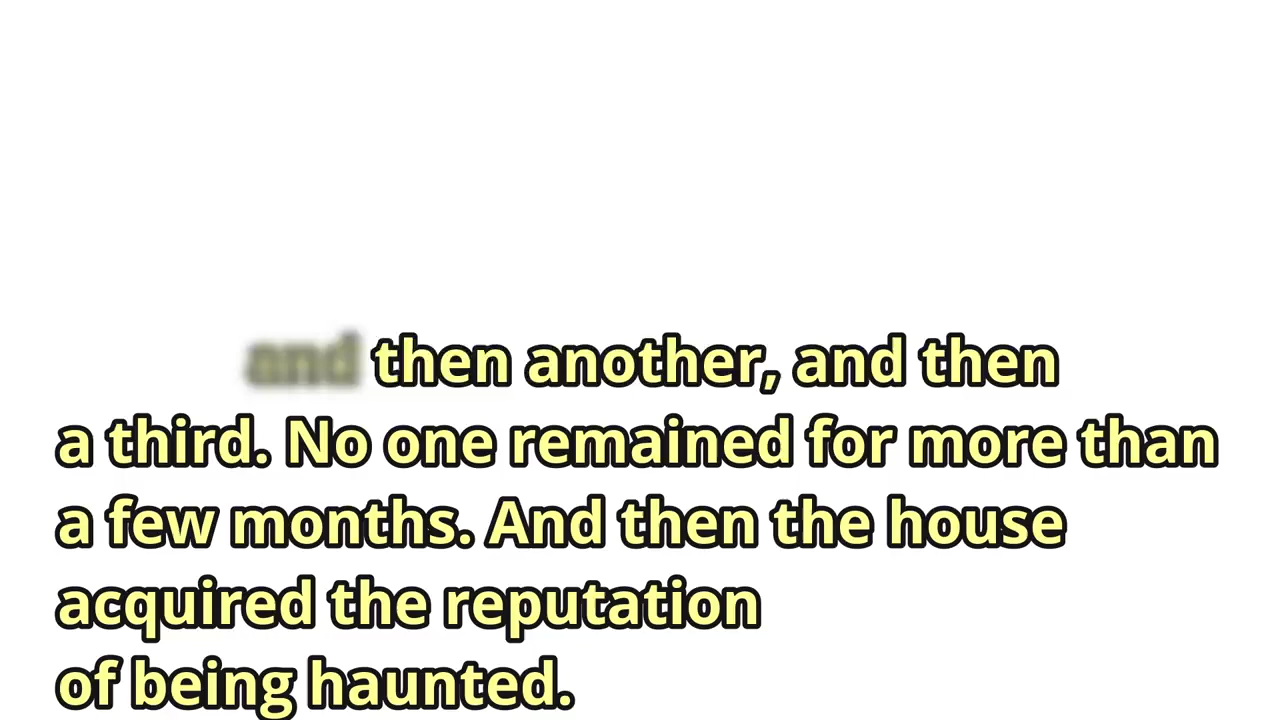 and then another, and then
a third. No one remained for more than
a few months. And then the house
acquired the reputation
of being haunted.